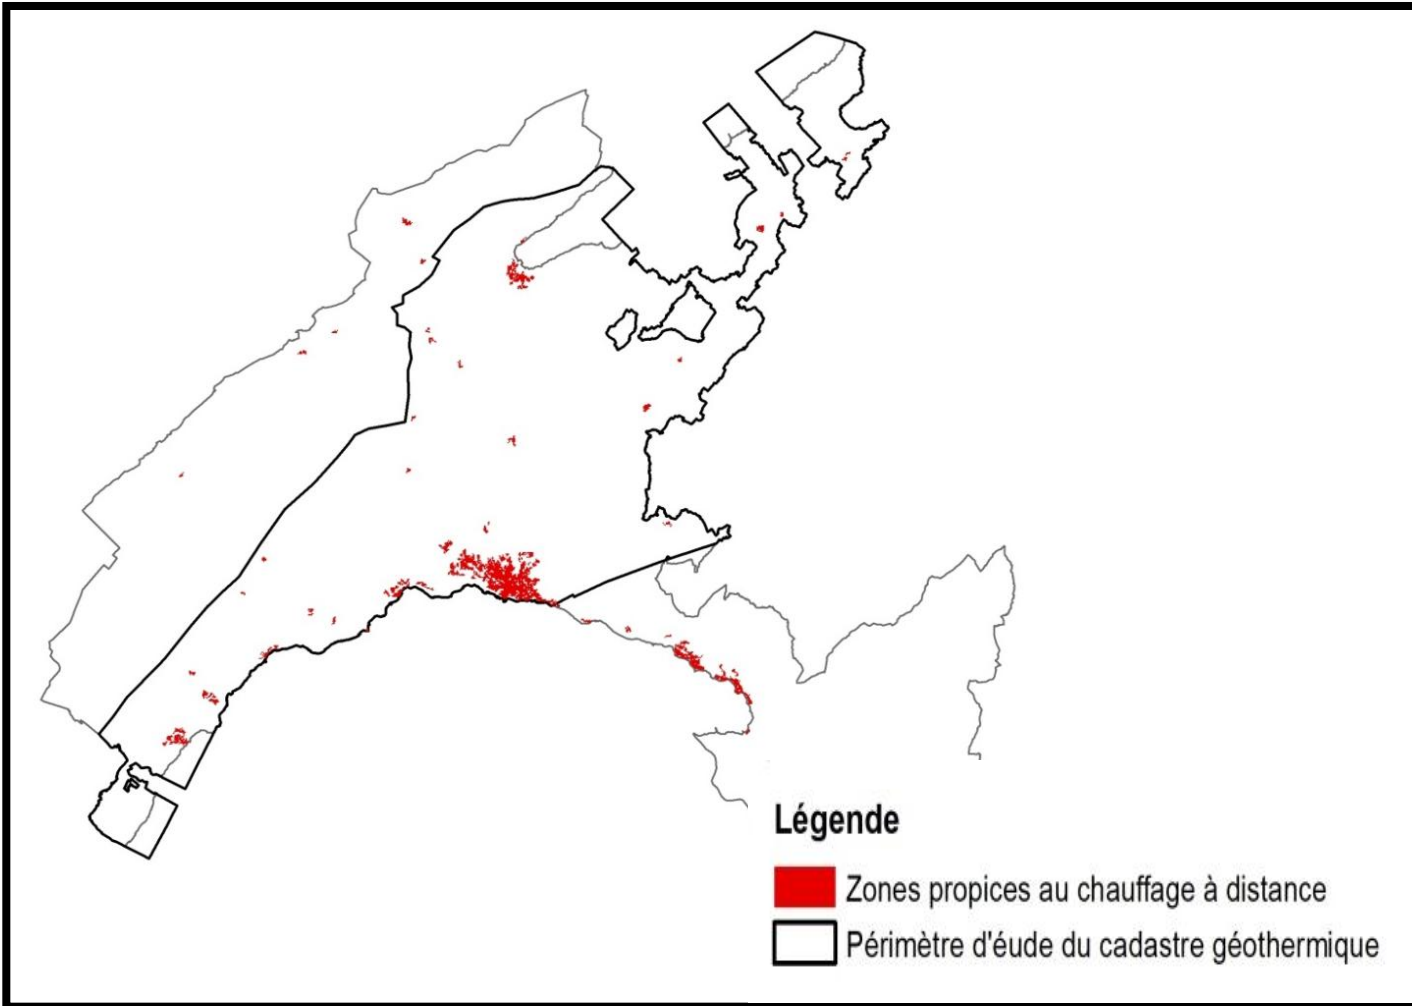 Légende
Zones propices au chauffage à distance
Périmètre d'éude du cadastre géothermique